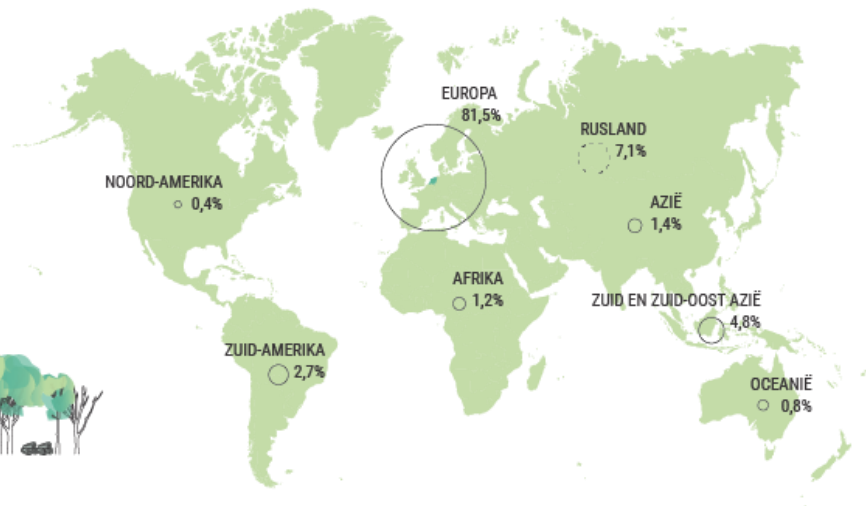 EUROPA
81,5%
RUSLAND
7,1%
NOORD-AMERIKA
0,4%
AZIË
1,4%
AFRIKA
1,2%
ZUID EN ZUID-OOST AZIË
4,8%
ZUID-AMERIKA
2,7%
OCEANIË
0,8%